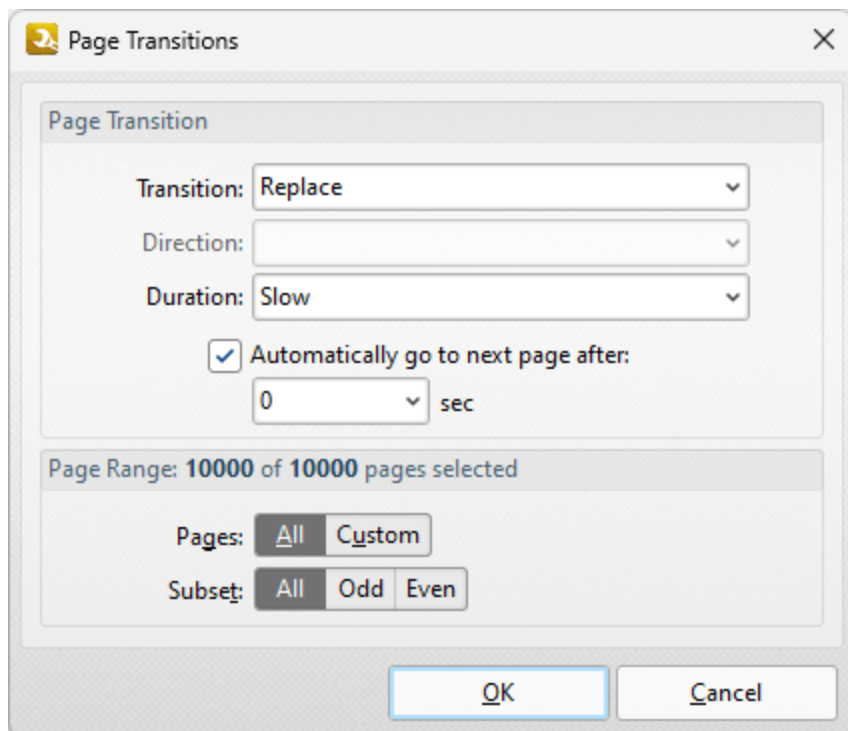 Page Transitions
Page Transition
Transition: Replace
Direction:
Duration: Slow
Automatically go to next page after:
0 sec
Page Range: 10000 of 10000 pages selected
Pages: All Custom
Subset: All Odd Even
OK Cancel